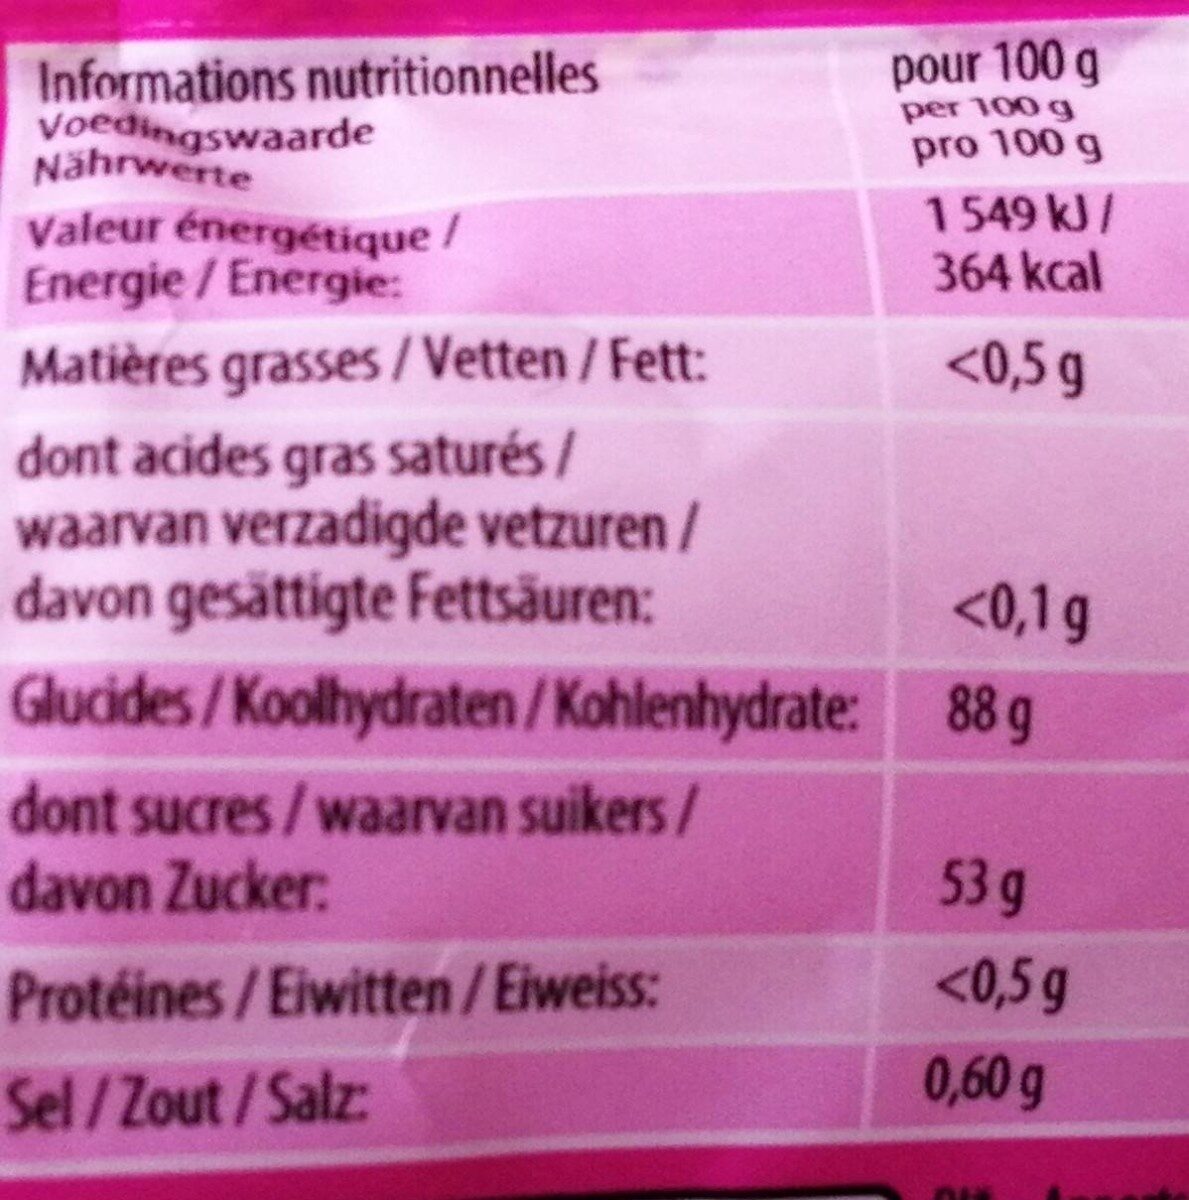 Informations nutritionnelles pour 100 g
Voedingswaarde per 100 g
Nährwerte pro 100 g
Valeur énergétique / 1 549 kJ /
Energie / Energie: 364 kcal
Matières grasses / Vetten / Fett: <0,5 g
dont acides gras saturés /
waarvan verzadigde vetzuren /
davon gesättigte Fettsäuren: <0,1 g
Glucides / Koolhydraten / Kohlenhydrate: 88 g
dont sucres / waarvan suikers /
davon Zucker: 53 g
Protéines / Eiwitten / Eiweiss: <0,5 g
Sel / Zout / Salz: 0,60 g